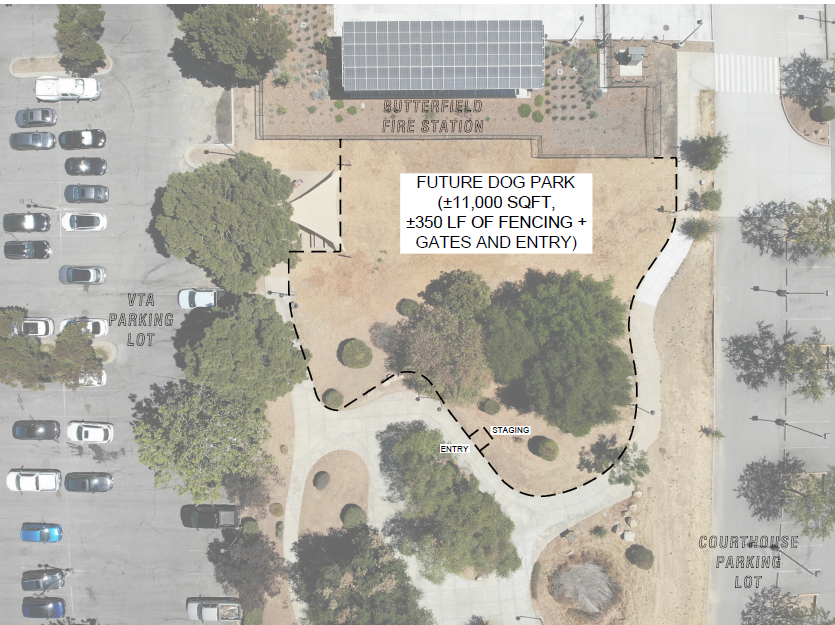 BUTTERFIELD
FIRE STATION
FUTURE DOG PARK
(±11,000 SQFT,
±350 LF OF FENCING +
GATES AND ENTRY)
VTA
PARKING
LOT
STAGING
ENTRY
COURTHOUSE
PARKING
LOT